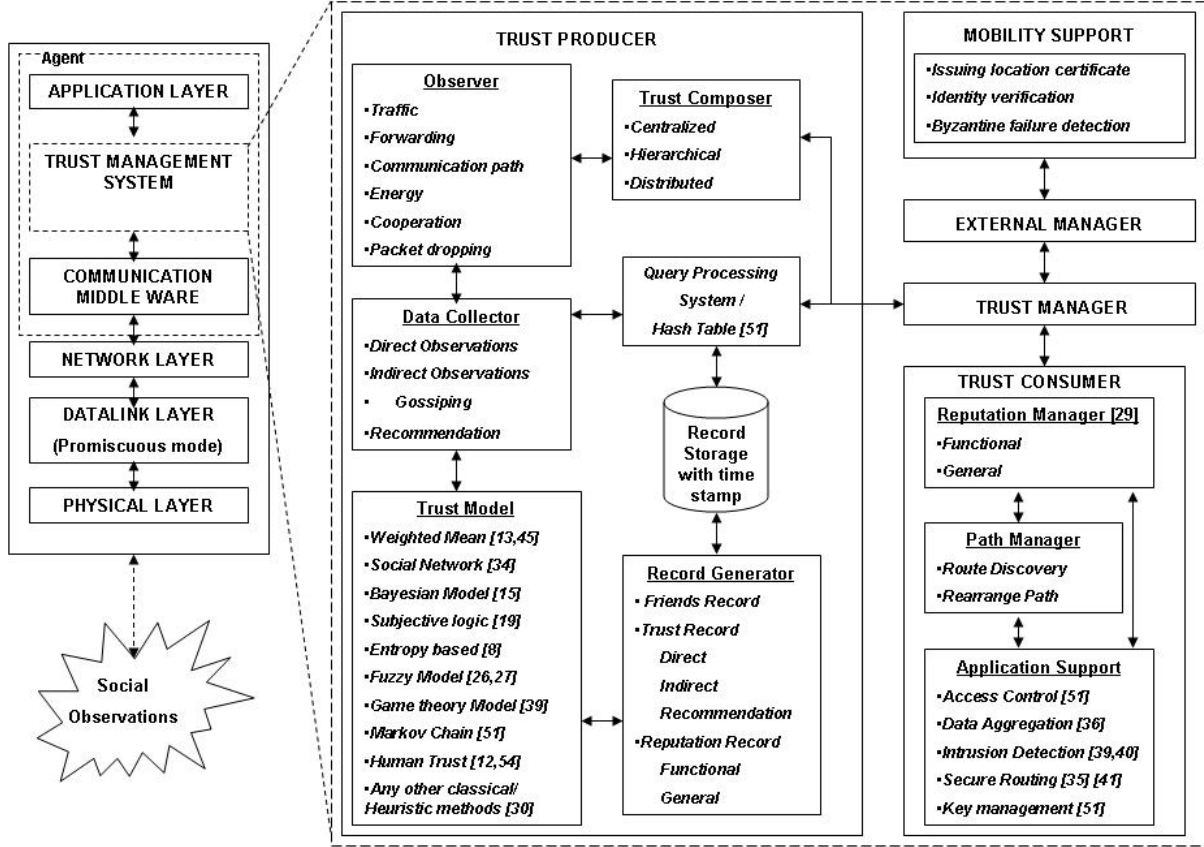 Agent
APPLICATION LAYER
TRUST MANAGEMENT
SYSTEM
COMMUNICATION
MIDDLE WARE
NETWORK LAYER
DATALINK LAYER
(Promiscuous mode)
PHYSICAL LAYER
Social
Observations
TRUST PRODUCER
Observer
•Traffic
•Forwarding
•Communication path
•Energy
•Cooperation
•Packet dropping
Trust Composer
•Centralized
•Hierarchical
•Distributed
Data Collector
•Direct Observations
•Indirect Observations
• Gossiping
•Recommendation
Query Processing
System /
Hash Table [51]
Record
Storage
with time
stamp
Trust Model
•Weighted Mean [13,45]
•Social Network [34]
•Bayesian Model [15]
•Subjective logic [19]
•Entropy based [8]
•Fuzzy Model [26,27]
•Game theory Model [39]
•Markov Chain [51]
•Human Trust [12,54]
•Any other classical/
Heuristic methods [30]
Record Generator
• Friends Record
•Trust Record
Direct
Indirect
Recommendation
•Reputation Record
Functional
General
MOBILITY SUPPORT
•Issuing location certificate
•Identity verification
•Byzantine failure detection
EXTERNAL MANAGER
TRUST MANAGER
TRUST CONSUMER
Reputation Manager [29]
•Functional
•General
Path Manager
•Route Discovery
•Rearrange Path
Application Support
•Access Control [51]
•Data Aggregation [36]
•Intrusion Detection [39,40]
•Secure Routing [35] [41]
•Key management [51]